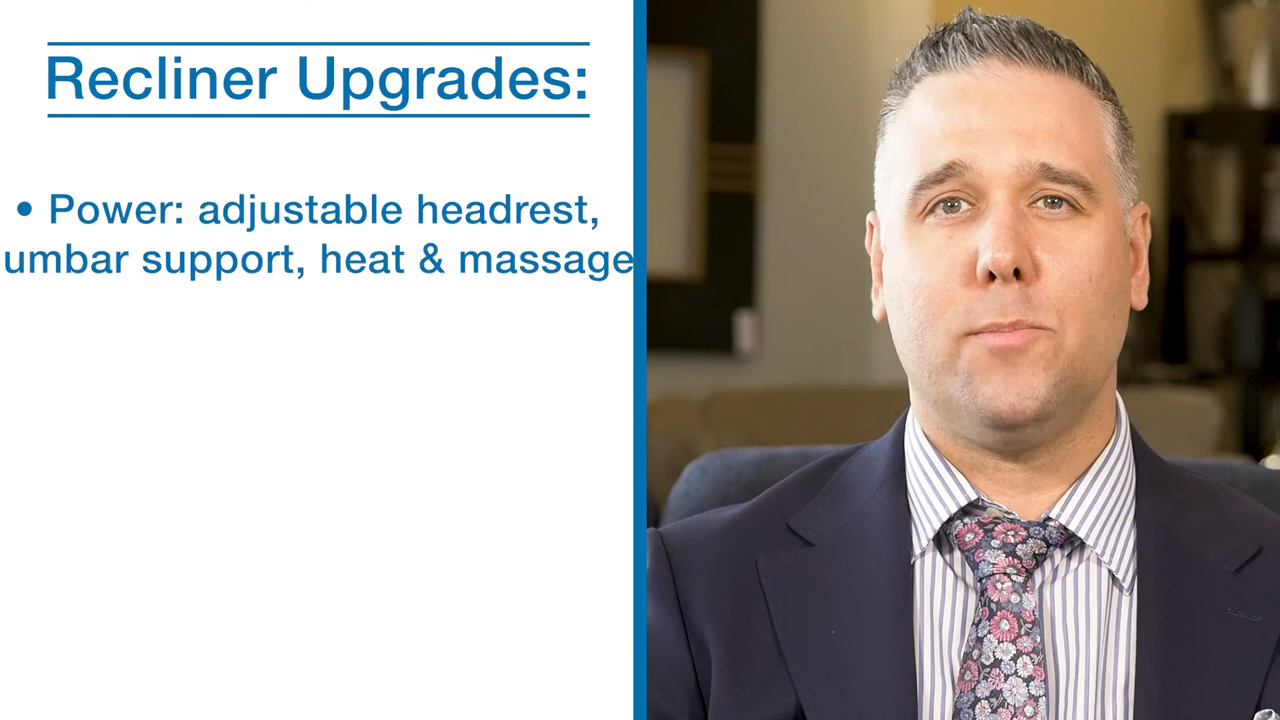 Recliner Upgrades:
• Power: adjustable headrest,
umbar support, heat & massage